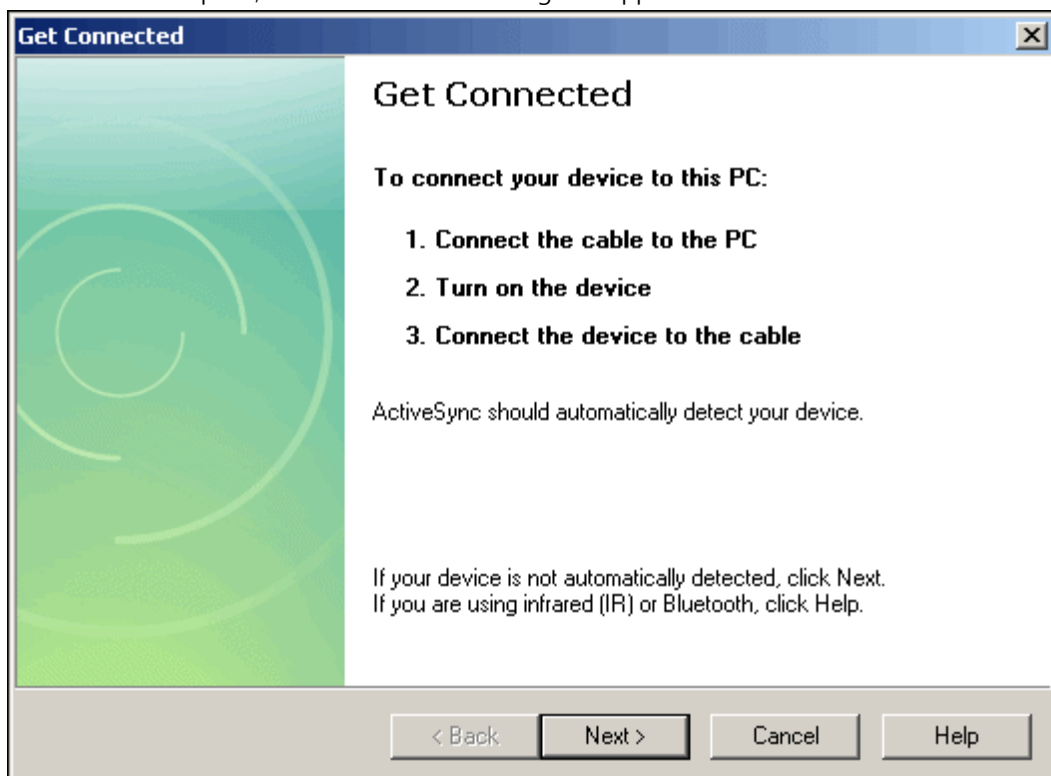 Get Connected
Get Connected
To connect your device to this PC:
1. Connect the cable to the PC
2. Turn on the device
3. Connect the device to the cable
ActiveSync should automatically detect your device.
If your device is not automatically detected, click Next.
If you are using infrared (IR) or Bluetooth, click Help.
< Back Next > Cancel Help